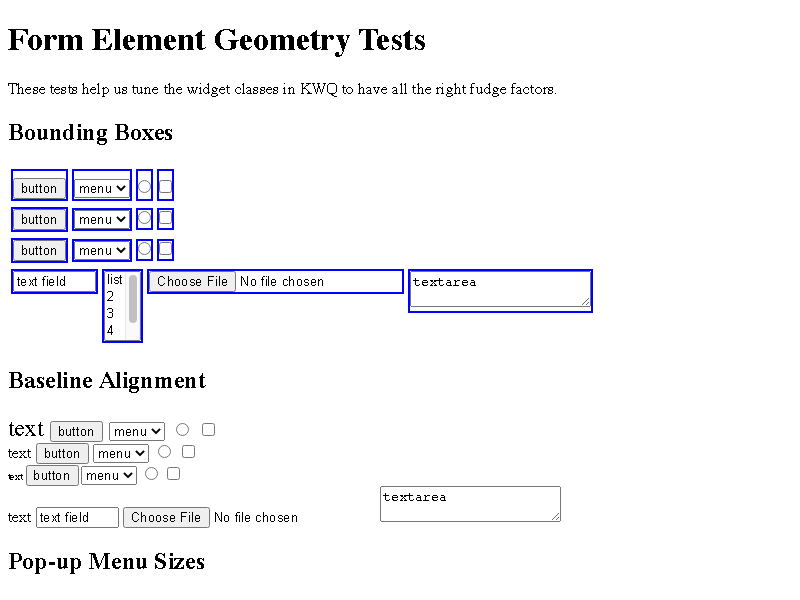 Form Element Geometry Tests
These tests help us tune the widget classes in KWQ to have all the right fudge factors.
Bounding Boxes
button menu
button menu
button menu
text field list Choose File No file chosen textarea
2
3
4
Baseline Alignment
text button menu
text button menu
text button menu
textarea
text text field Choose File No file chosen
Pop-up Menu Sizes